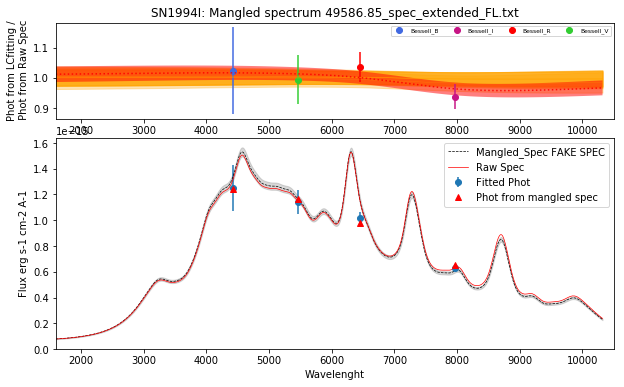 SN1994I: Mangled spectrum 49586.85_spec_extended_FL.txt
Phot from LCfitting /
Phot from Raw Spec
1.1
1.0
0.9
Bessell_B
Bessell_I
Bessell_R
Bessell_V
2000 3000 4000 5000 6000 7000 8000 9000 10000
Flux erg s-1 cm-2 A-1
1.6
1.4
1.2
1.0
0.8
0.6
0.4
0.2
0.0
Mangled_Spec FAKE SPEC
Raw Spec
Fitted Phot
Phot from mangled spec
2000 3000 4000 5000 6000 7000 8000 9000 10000
Wavelenght